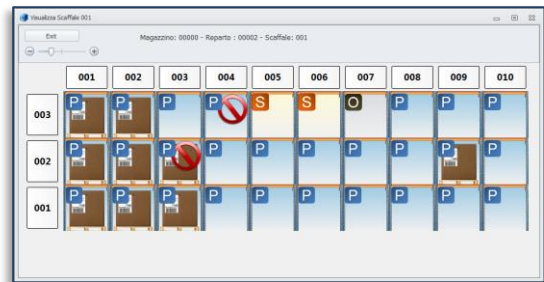 Visualizza Scaffale 001
Exit
Magazzino: 00000 - Reparto : 00002 - Scaffale: 001
001 002 003 004 005 006 007 008 009 010
003 P P P P S S O P P P
002 P P P P P P P P P P
001 P P P P P P P P P P